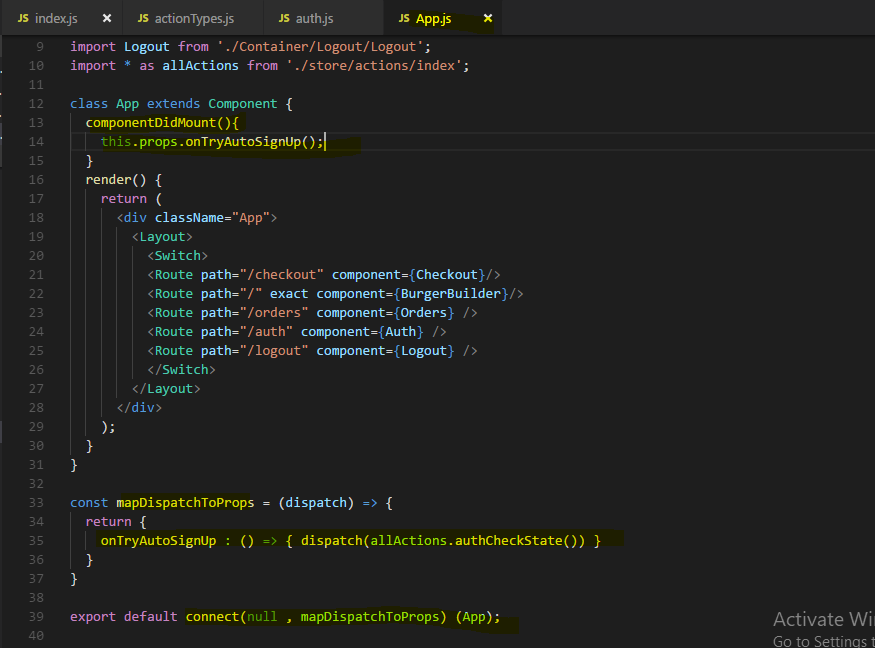 JS index.js × JS actionTypes.js JS auth.js JS App.js ×
9 import Logout from './Container/Logout/Logout';
10 import * as allActions from './store/actions/index';
11
12 class App extends Component {
13 componentDidMount(){
14 this.props.onTryAutoSignUp();
15 }
16 render() {
17 return (
18 <div className="App">
19 <Layout>
20 <Switch>
21 <Route path="/checkout" component={Checkout}/>
22 <Route path="/" exact component={BurgerBuilder}/>
23 <Route path="/orders" component={Orders} />
24 <Route path="/auth" component={Auth} />
25 <Route path="/logout" component={Logout} />
26 </Switch>
27 </Layout>
28 </div>
29 );
30 }
31 }
32
33 const mapDispatchToProps = (dispatch) => {
34 return {
35 onTryAutoSignUp : () => { dispatch(allActions.authCheckState()) }
36 }
37 }
38
39 export default connect(null , mapDispatchToProps) (App);
40
Activate Wi
Go to Settings t